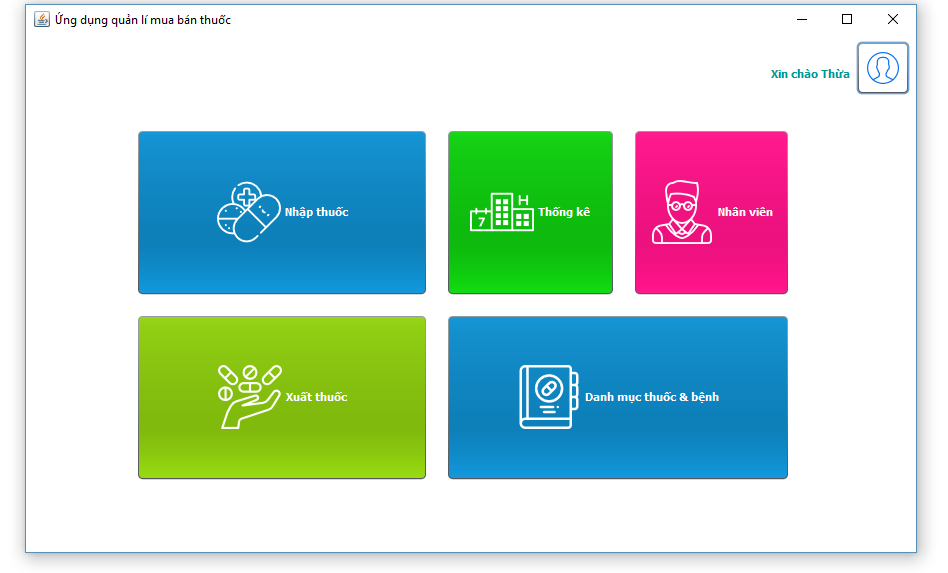 Ứng dụng quản lí mua bán thuốc
Xin chào Thừa
Nhập thuốc
H
7
Thống kê
Nhân viên
Xuất thuốc
Danh mục thuốc & bệnh